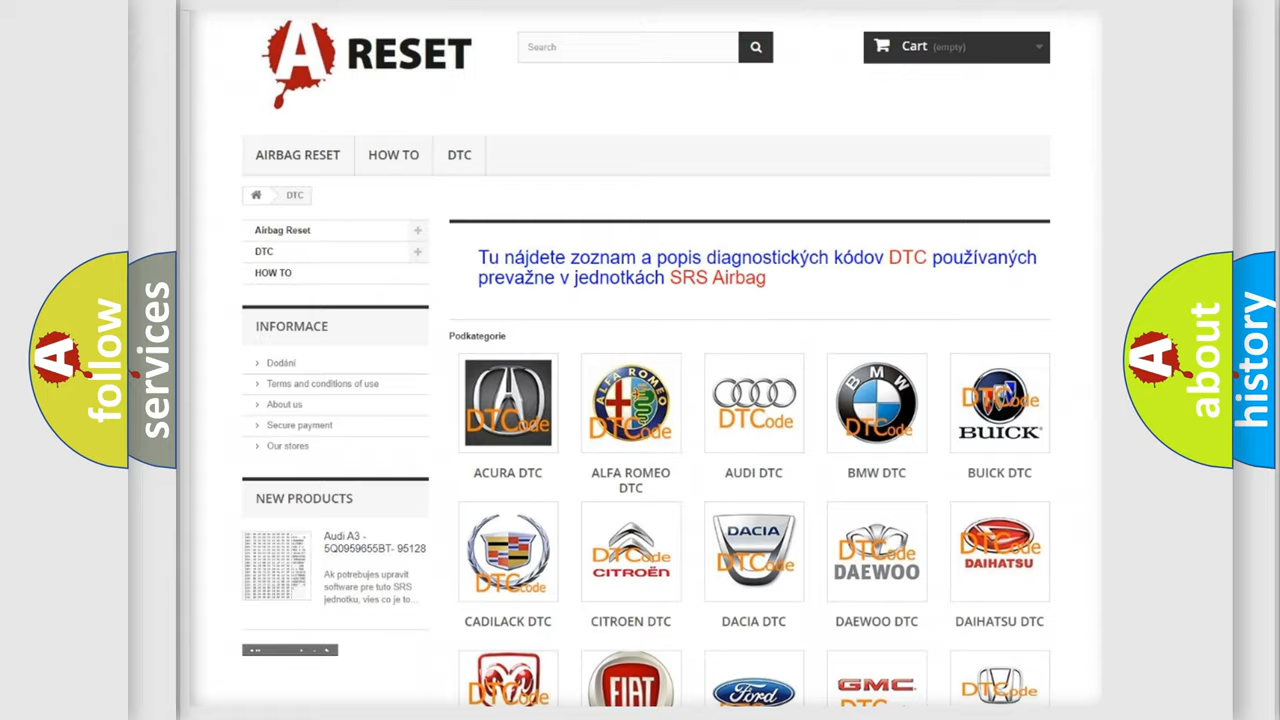 A RESET
Search
Cart (empty)
AIRBAG RESET
HOW TO
DTC
DTC
Airbag Reset
DTC
HOW TO
INFORMACE
Dodání
Terms and conditions of use
About us
Secure payment
Our stores
NEW PRODUCTS
Audi A3 -
5Q0959655BT- 95128
Ak potrebujes upravit
software pre tuto SRS
jednotku, vies co je to...
Tu nájdete zoznam a popis diagnostických kódov DTC používaných
prevažne v jednotkách SRS Airbag
Podkategorie
DTCode
ALFA ROMEO
DTCode
DTCode
BMW
DTCode
DTCode
BUICK
ACURA DTC
ALFA ROMEO
DTC
AUDI DTC
BMW DTC
BUICK DTC
DTCode
DTCode
CITROËN
DACIA
DTCode
DTCode
DAEWOO
DTCode
DAIHATSU
CADILACK DTC
CITROEN DTC
DACIA DTC
DAEWOO DTC
DAIHATSU DTC
DTCode
FIAT
Ford
GMC
DTCode
A follow
services
A about
history